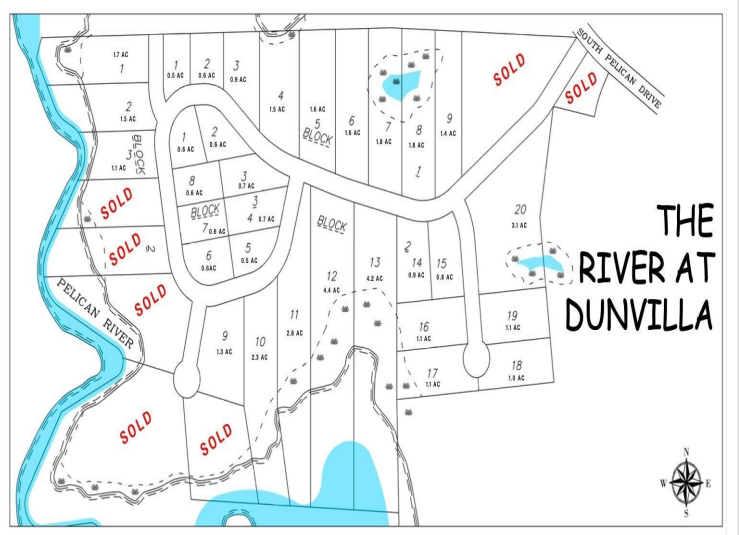 SOUTH PELICAN DRIVE
THE
RIVER AT
DUNVILLA
PELICAN RIVER
1.7 AC
1
2
1.5 AC
3
1.1 AC
BLOCK
2
SOLD
SOLD
SOLD
SOLD
SOLD
1
0.5 AC
2
0.6 AC
3
0.9 AC
4
1.5 AC
1.6 AC
5
BLOCK
6
1.6 AC
7
1.8 AC
8
1.8 AC
1
9
1.4 AC
SOLD
SOLD
1
0.6 AC
2
0.6 AC
8
0.6 AC
3
0.7 AC
BLOCK
3
4 0.7 AC
7 0.6 AC
6
0.6AC
5
0.5 AC
BLOCK
2
9
1.3 AC
10
2.3 AC
11
2.8 AC
12
4.4 AC
13
4.2 AC
14
0.9 AC
15
0.8 AC
16
1.1 AC
17
1.1 AC
18
1.0 AC
19
1.1 AC
20
3.1 AC
N
W E
S